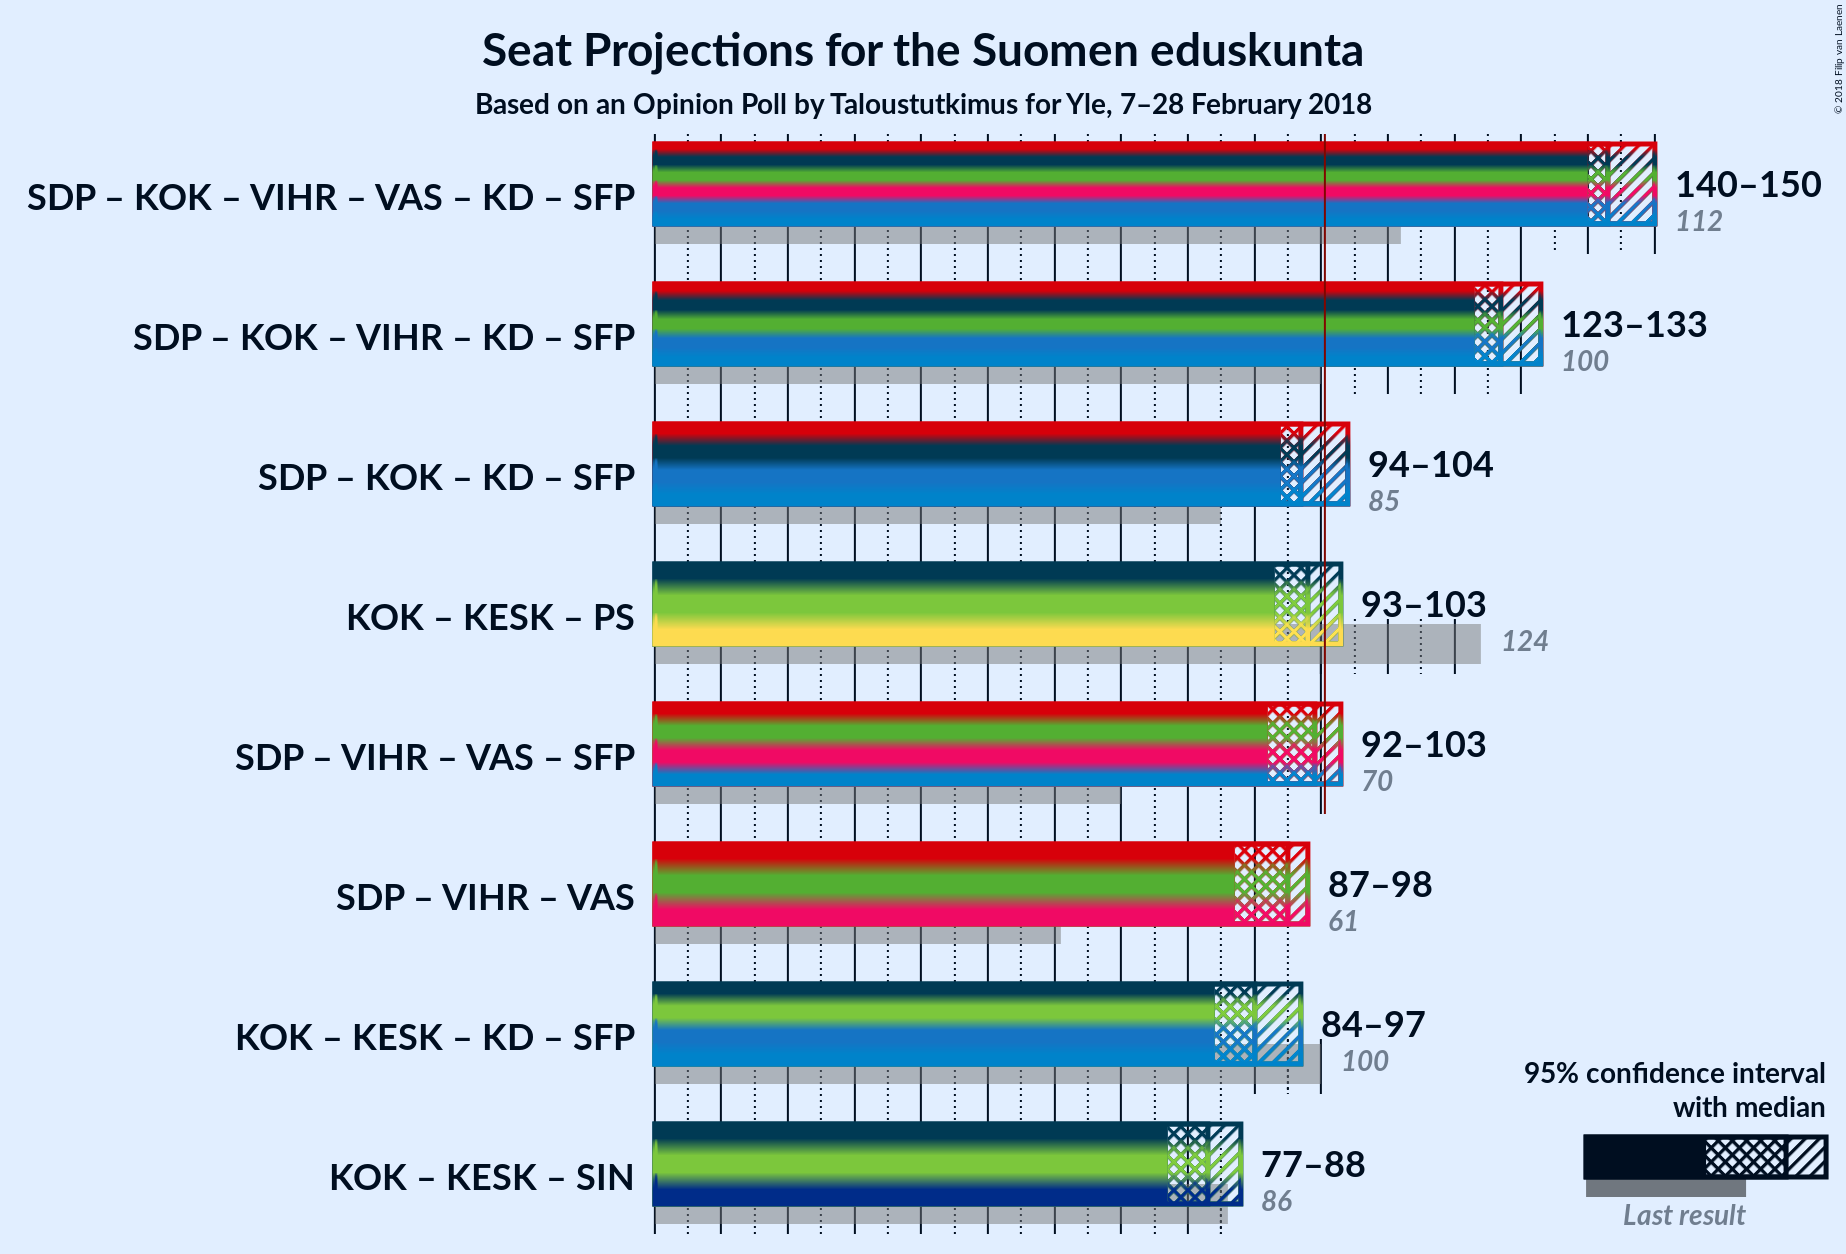 Seat Projections for the Suomen eduskunta
Based on an Opinion Poll by Taloustutkimus for Yle, 7–28 February 2018
© 2018 Filip van Laenen
SDP – KOK – VIHR – VAS – KD – SFP
140–150
112
SDP – KOK – VIHR – KD – SFP
123–133
100
SDP – KOK – KD – SFP
94–104
85
KOK – KESK – PS
93–103
124
SDP – VIHR – VAS – SFP
92–103
70
SDP – VIHR – VAS
87–98
61
KOK – KESK – KD – SFP
84–97
100
KOK – KESK – SIN
77–88
86
95% confidence interval
with median
Last result